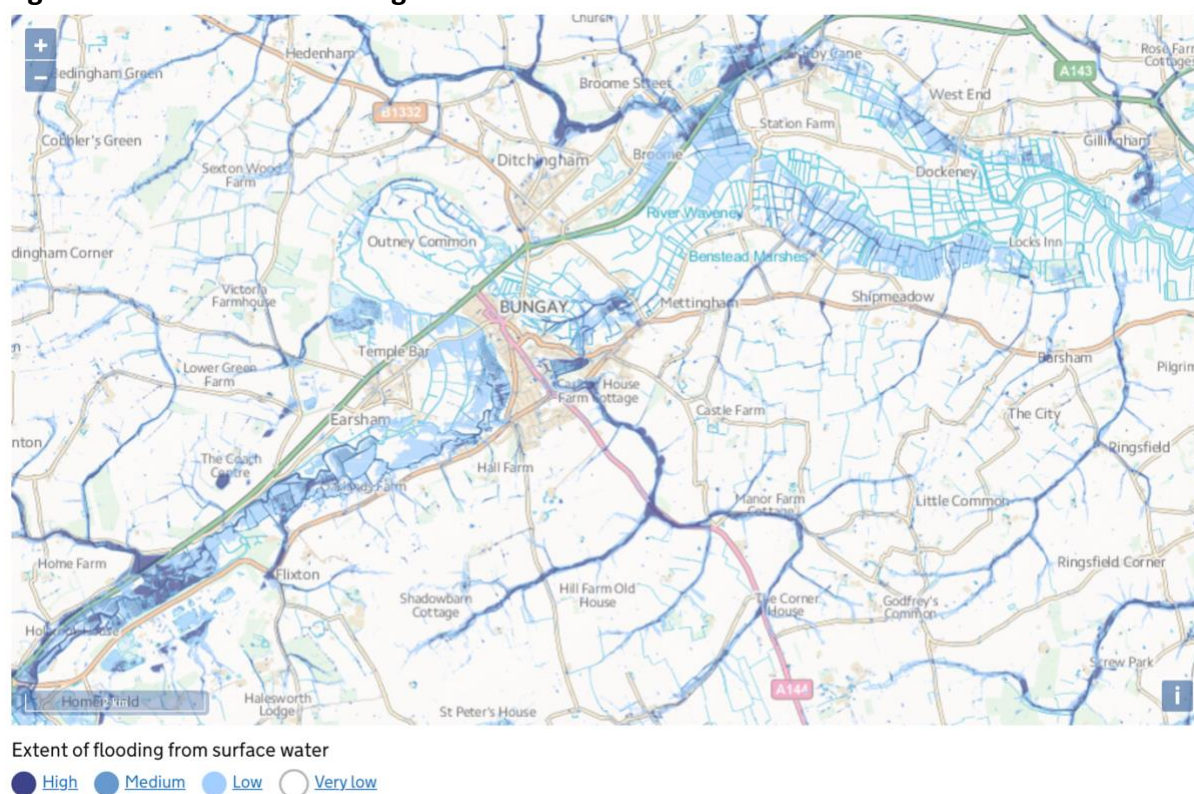 +
Church
Hedenham
by Cane
Rose Farm
Cottages
−
edingham Green
Broome Street
A143
West End
B1332
Station Farm
Cobbler's Green
Gillingham
Ditchingham
Broome
Sexton Wood
Farm
Dockeney
River Waveney
Outney Common
Locks Inn
dingham Corner
Benstead Marshes
Victoria
Farmhouse
BUNGAY
Mettingham
Shipmeadow
Temple Bar
Barsham
Lower Green
Farm
Pilgrim
House
Farm Cottage
Castle Farm
The City
Earsham
nton
Ringsfield
The Coach
Centre
Hall Farm
Farm
Little Common
Manor Farm
Cottage
Home Farm
Ringsfield Corner
Flixton
Hill Farm Old
House
Shadowbarn
Cottage
The Corner
House
Godfrey's
Common
Screw Park
A144
i
Halesworth
Lodge
St Peter's House
Extent of flooding from surface water
High Medium Low Very low